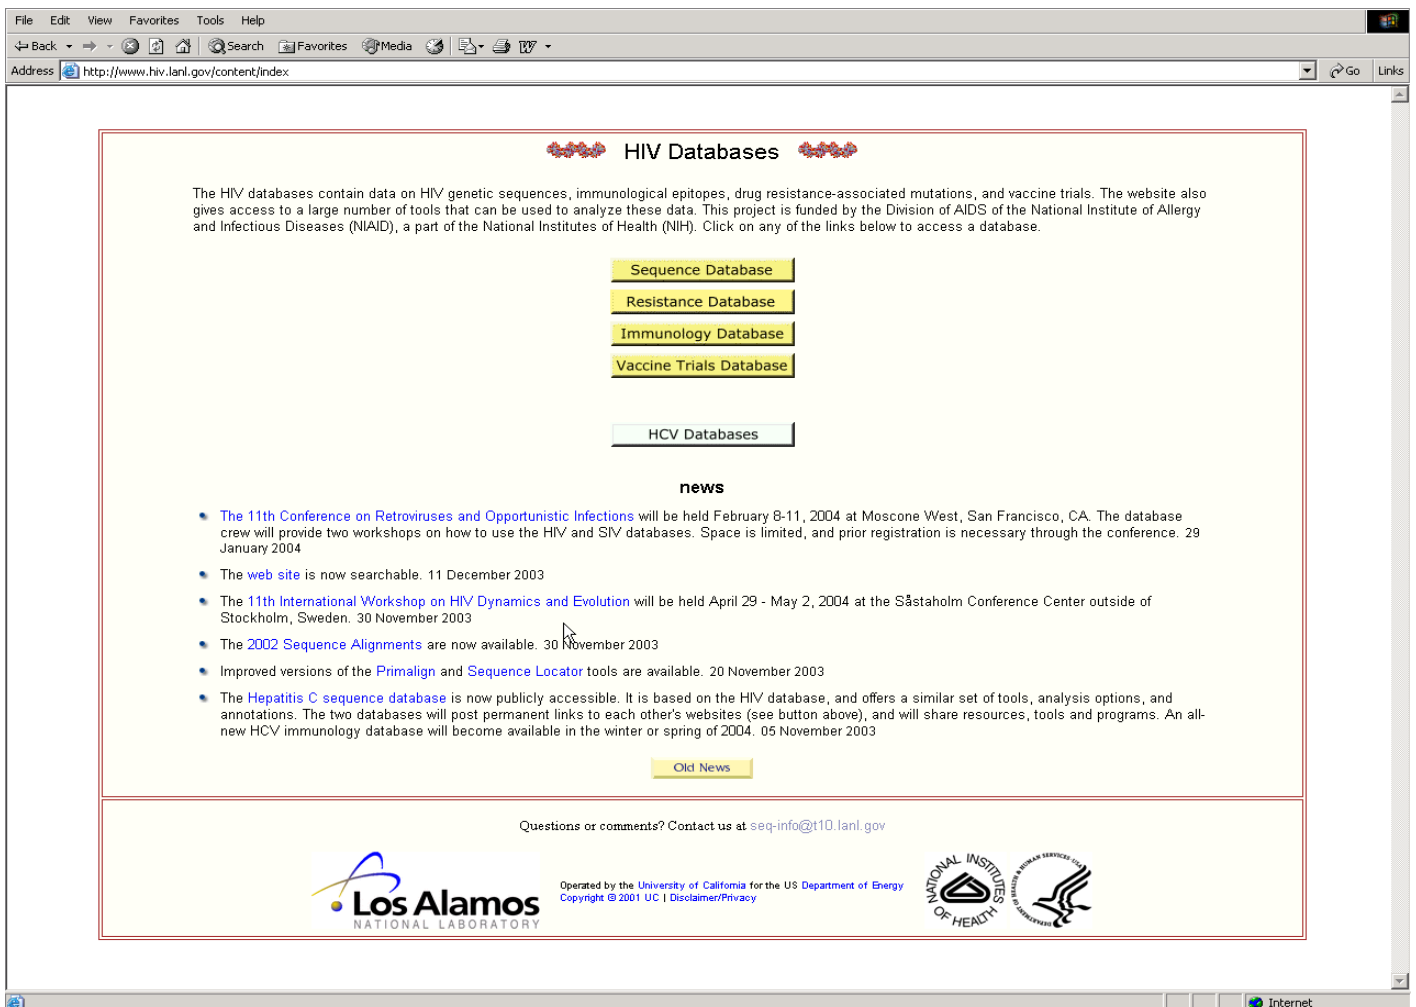 File Edit View Favorites Tools Help
Back Search Favorites Media
Address http://www.hiv.lanl.gov/content/index Go Links
HIV Databases
The HIV databases contain data on HIV genetic sequences, immunological epitopes, drug resistance-associated mutations, and vaccine trials. The website also
gives access to a large number of tools that can be used to analyze these data. This project is funded by the Division of AIDS of the National Institute of Allergy
and Infectious Diseases (NIAID), a part of the National Institutes of Health (NIH). Click on any of the links below to access a database.
Sequence Database
Resistance Database
Immunology Database
Vaccine Trials Database
HCV Databases
news
The 11th Conference on Retroviruses and Opportunistic Infections will be held February 8-11, 2004 at Moscone West, San Francisco, CA. The database
crew will provide two workshops on how to use the HIV and SIV databases. Space is limited, and prior registration is necessary through the conference. 29
January 2004
The web site is now searchable. 11 December 2003
The 11th International Workshop on HIV Dynamics and Evolution will be held April 29 - May 2, 2004 at the Såstaholm Conference Center outside of
Stockholm, Sweden. 30 November 2003
The 2002 Sequence Alignments are now available. 30 November 2003
Improved versions of the Primalign and Sequence Locator tools are available. 20 November 2003
The Hepatitis C sequence database is now publicly accessible. It is based on the HIV database, and offers a similar set of tools, analysis options, and
annotations. The two databases will post permanent links to each other's websites (see button above), and will share resources, tools and programs. An all-
new HCV immunology database will become available in the winter or spring of 2004. 05 November 2003
Old News
Questions or comments? Contact us at seq-info@t10.lanl.gov
Los Alamos
NATIONAL LABORATORY
Operated by the University of California for the US Department of Energy
Copyright © 2001 UC | Disclaimer/Privacy
NATIONAL INSTITUTES OF HEALTH
DEPARTMENT OF HEALTH & HUMAN SERVICES·USA
Internet